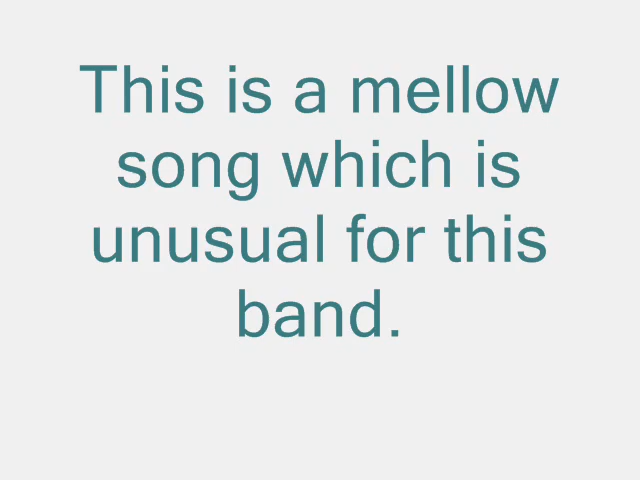 This is a mellow
song which is
unusual for this
band.